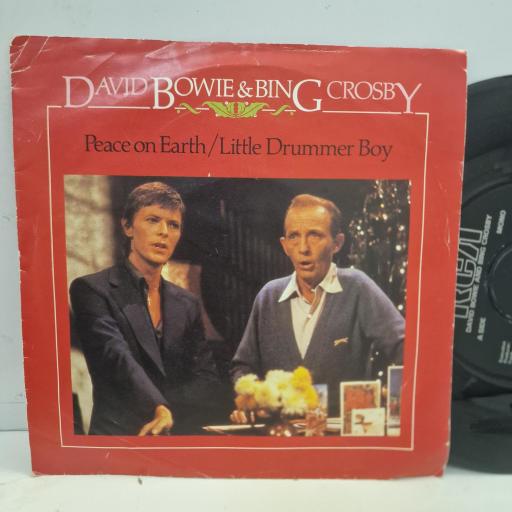 DAVID BOWIE & BING CROSBY
Peace on Earth/Little Drummer Boy
RCA
DAVID BOWIE AND BING CROSBY
A SIDE
MONO